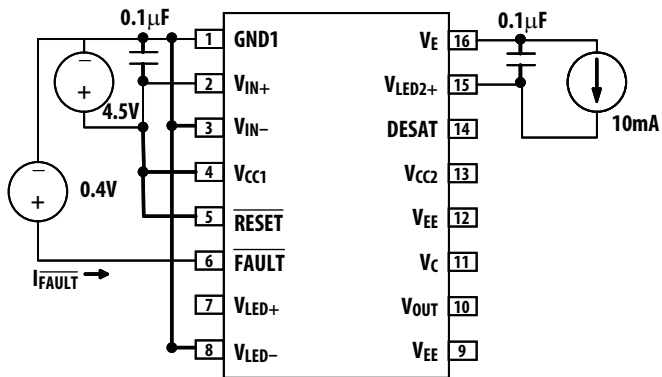 0.1μF
0.1μF
1 GND1
VE 16
2 VIN+
VLED2+ 15
4.5V
10mA
3 VIN–
DESAT 14
4 VCC1
VCC2 13
0.4V
5 RESET
VEE 12
6 FAULT
VC 11
IFAULT
7 VLED+
VOUT 10
8 VLED–
VEE 9